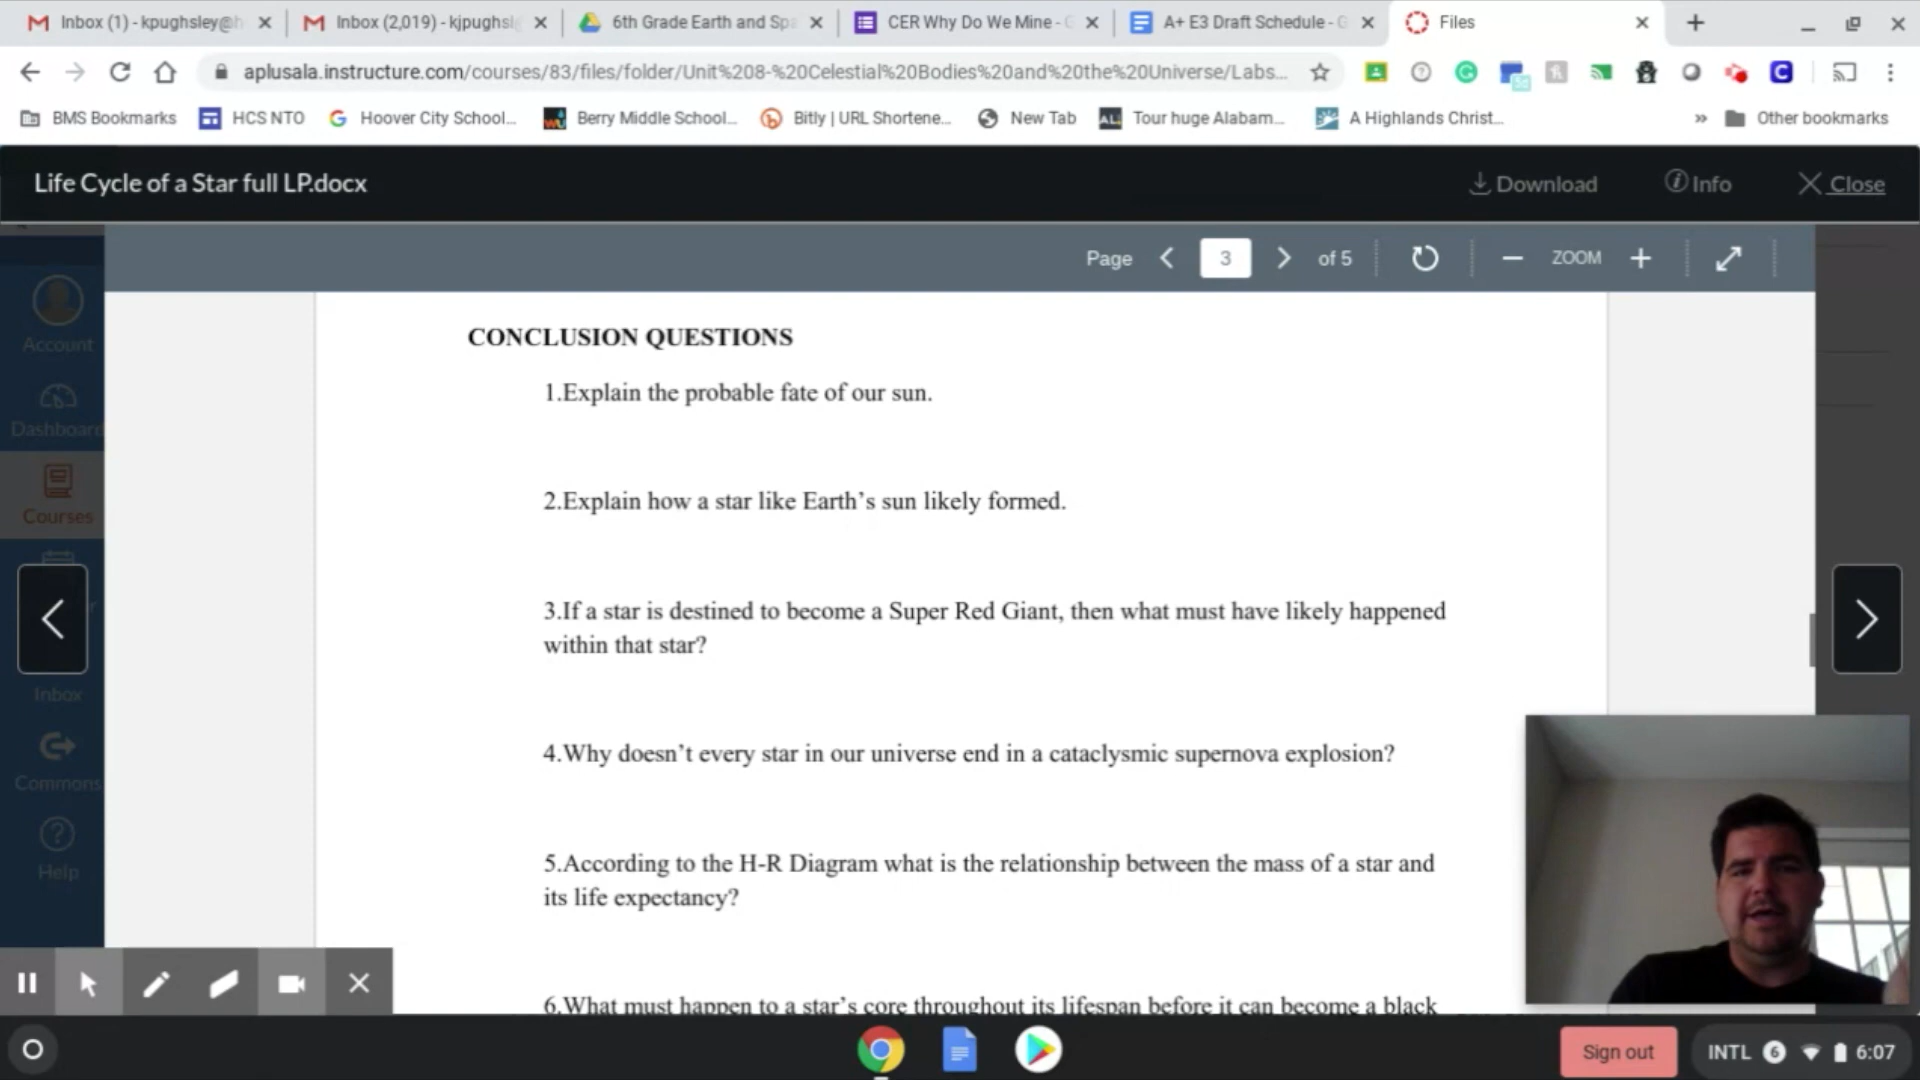 Inbox (1) - kpughsley@h
Inbox (2,019) - kjpughsl
6th Grade Earth and Spa
CER Why Do We Mine - G
A+ E3 Draft Schedule - G
Files
aplusala.instructure.com/courses/83/files/folder/Unit%208-%20Celestial%20Bodies%20and%20the%20Universe/Labs...
BMS Bookmarks
HCS NTO
Hoover City School...
Berry Middle School...
Bitly | URL Shortene...
New Tab
Tour huge Alabam...
A Highlands Christ...
Other bookmarks
Life Cycle of a Star full LP.docx
Download
Info
Close
Page
3
of 5
ZOOM
Account
Dashboard
Courses
Inbox
Commons
Help
CONCLUSION QUESTIONS
1.Explain the probable fate of our sun.
2.Explain how a star like Earth's sun likely formed.
3.If a star is destined to become a Super Red Giant, then what must have likely happened
within that star?
4.Why doesn't every star in our universe end in a cataclysmic supernova explosion?
5.According to the H-R Diagram what is the relationship between the mass of a star and
its life expectancy?
6.What must happen to a star's core throughout its lifespan before it can become a black
Sign out
INTL
6
6:07